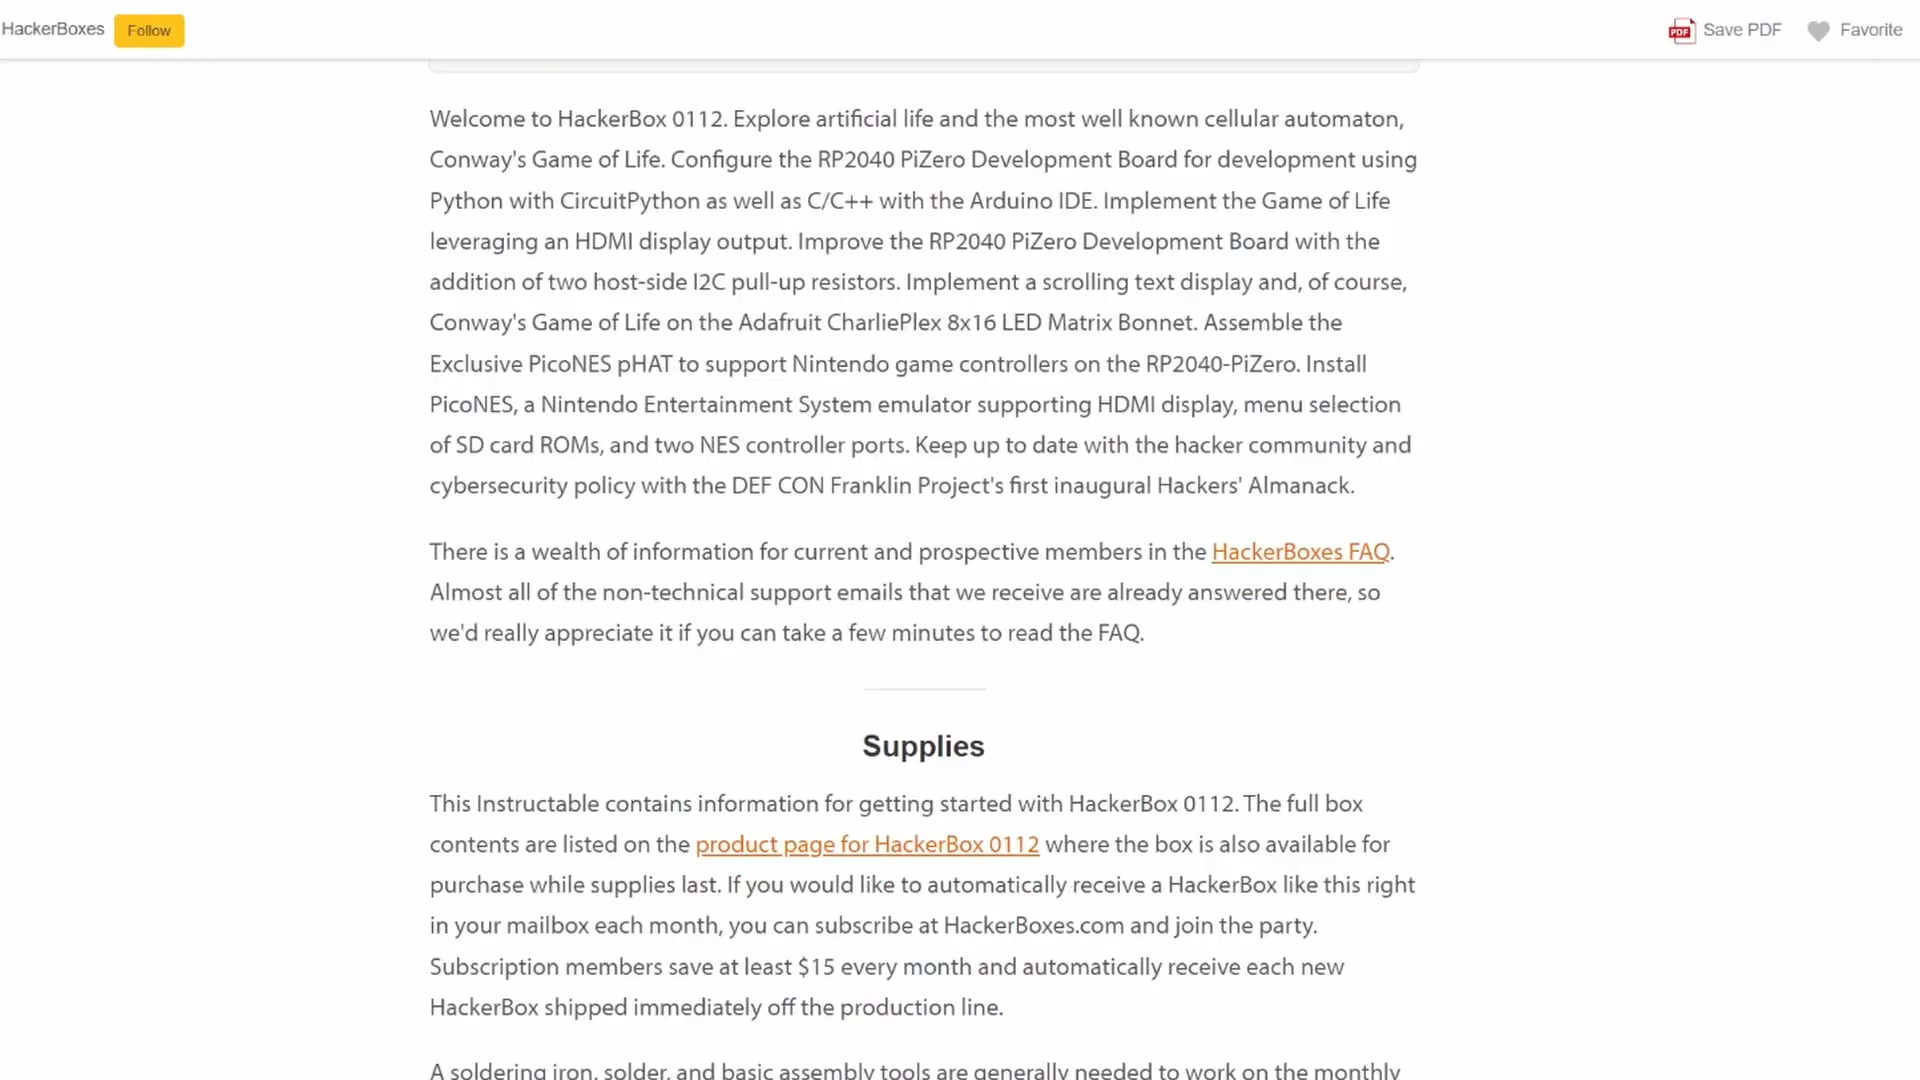 HackerBoxes Follow Save PDF Favorite
Welcome to HackerBox 0112. Explore artificial life and the most well known cellular automaton,
Conway's Game of Life. Configure the RP2040 PiZero Development Board for development using
Python with CircuitPython as well as C/C++ with the Arduino IDE. Implement the Game of Life
leveraging an HDMI display output. Improve the RP2040 PiZero Development Board with the
addition of two host-side I2C pull-up resistors. Implement a scrolling text display and, of course,
Conway's Game of Life on the Adafruit CharliePlex 8x16 LED Matrix Bonnet. Assemble the
Exclusive PicoNES pHAT to support Nintendo game controllers on the RP2040-PiZero. Install
PicoNES, a Nintendo Entertainment System emulator supporting HDMI display, menu selection
of SD card ROMs, and two NES controller ports. Keep up to date with the hacker community and
cybersecurity policy with the DEF CON Franklin Project's first inaugural Hackers' Almanack.
There is a wealth of information for current and prospective members in the HackerBoxes FAQ.
Almost all of the non-technical support emails that we receive are already answered there, so
we'd really appreciate it if you can take a few minutes to read the FAQ.
Supplies
This Instructable contains information for getting started with HackerBox 0112. The full box
contents are listed on the product page for HackerBox 0112 where the box is also available for
purchase while supplies last. If you would like to automatically receive a HackerBox like this right
in your mailbox each month, you can subscribe at HackerBoxes.com and join the party.
Subscription members save at least $15 every month and automatically receive each new
HackerBox shipped immediately off the production line.
A soldering iron, solder, and basic assembly tools are generally needed to work on the monthly